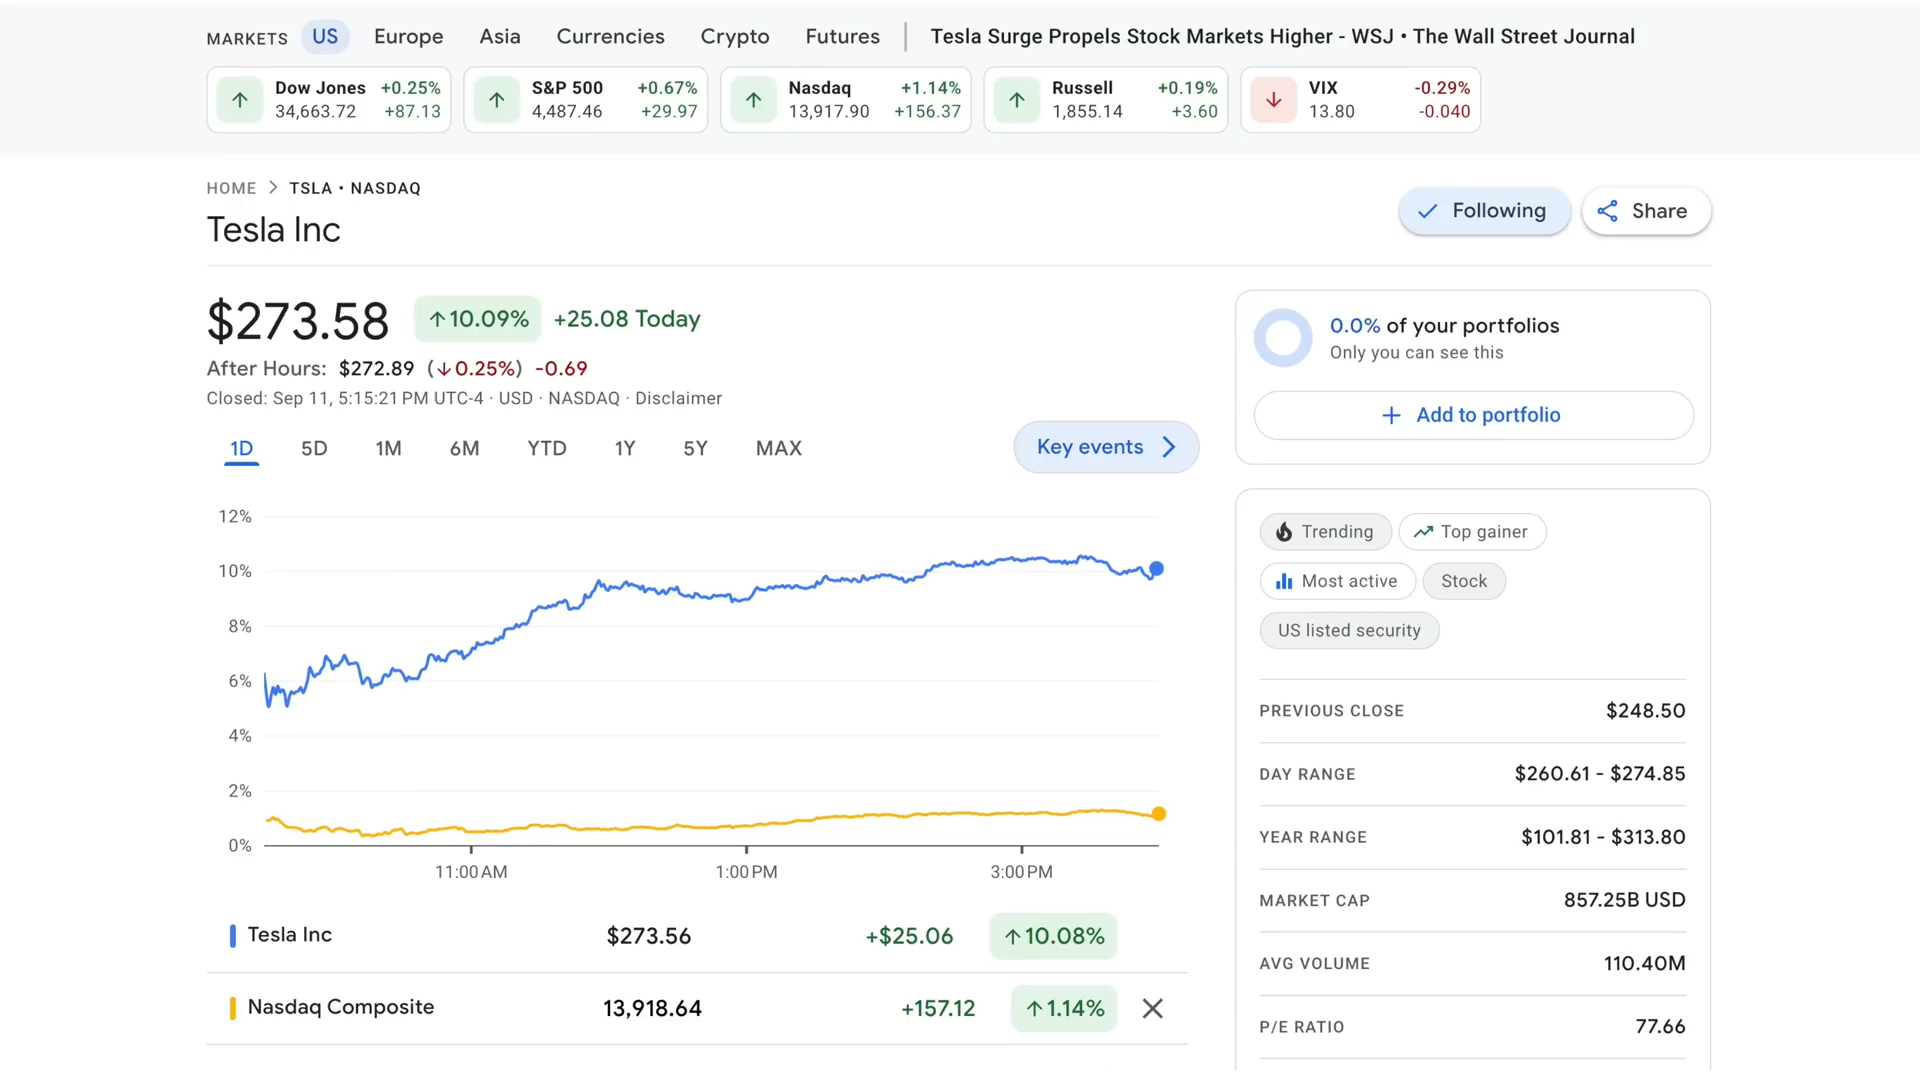 MARKETS US Europe Asia Currencies Crypto Futures Tesla Surge Propels Stock Markets Higher - WSJ • The Wall Street Journal
Dow Jones +0.25% S&P 500 +0.67% Nasdaq +1.14% Russell +0.19% VIX -0.29%
34,663.72 +87.13 4,487.46 +29.97 13,917.90 +156.37 1,855.14 +3.60 13.80 -0.040
HOME > TSLA • NASDAQ
Tesla Inc
Following Share
$273.58 ↑10.09% +25.08 Today
After Hours: $272.89 (↓0.25%) -0.69
Closed: Sep 11, 5:15:21 PM UTC-4 · USD · NASDAQ · Disclaimer
1D 5D 1M 6M YTD 1Y 5Y MAX
Key events
12%
10%
8%
6%
4%
2%
0%
11:00 AM 1:00 PM 3:00 PM
Tesla Inc $273.56 +$25.06 ↑10.08%
Nasdaq Composite 13,918.64 +157.12 ↑1.14%
0.0% of your portfolios
Only you can see this
+ Add to portfolio
Trending Top gainer
Most active Stock
US listed security
PREVIOUS CLOSE $248.50
DAY RANGE $260.61 - $274.85
YEAR RANGE $101.81 - $313.80
MARKET CAP 857.25B USD
AVG VOLUME 110.40M
P/E RATIO 77.66